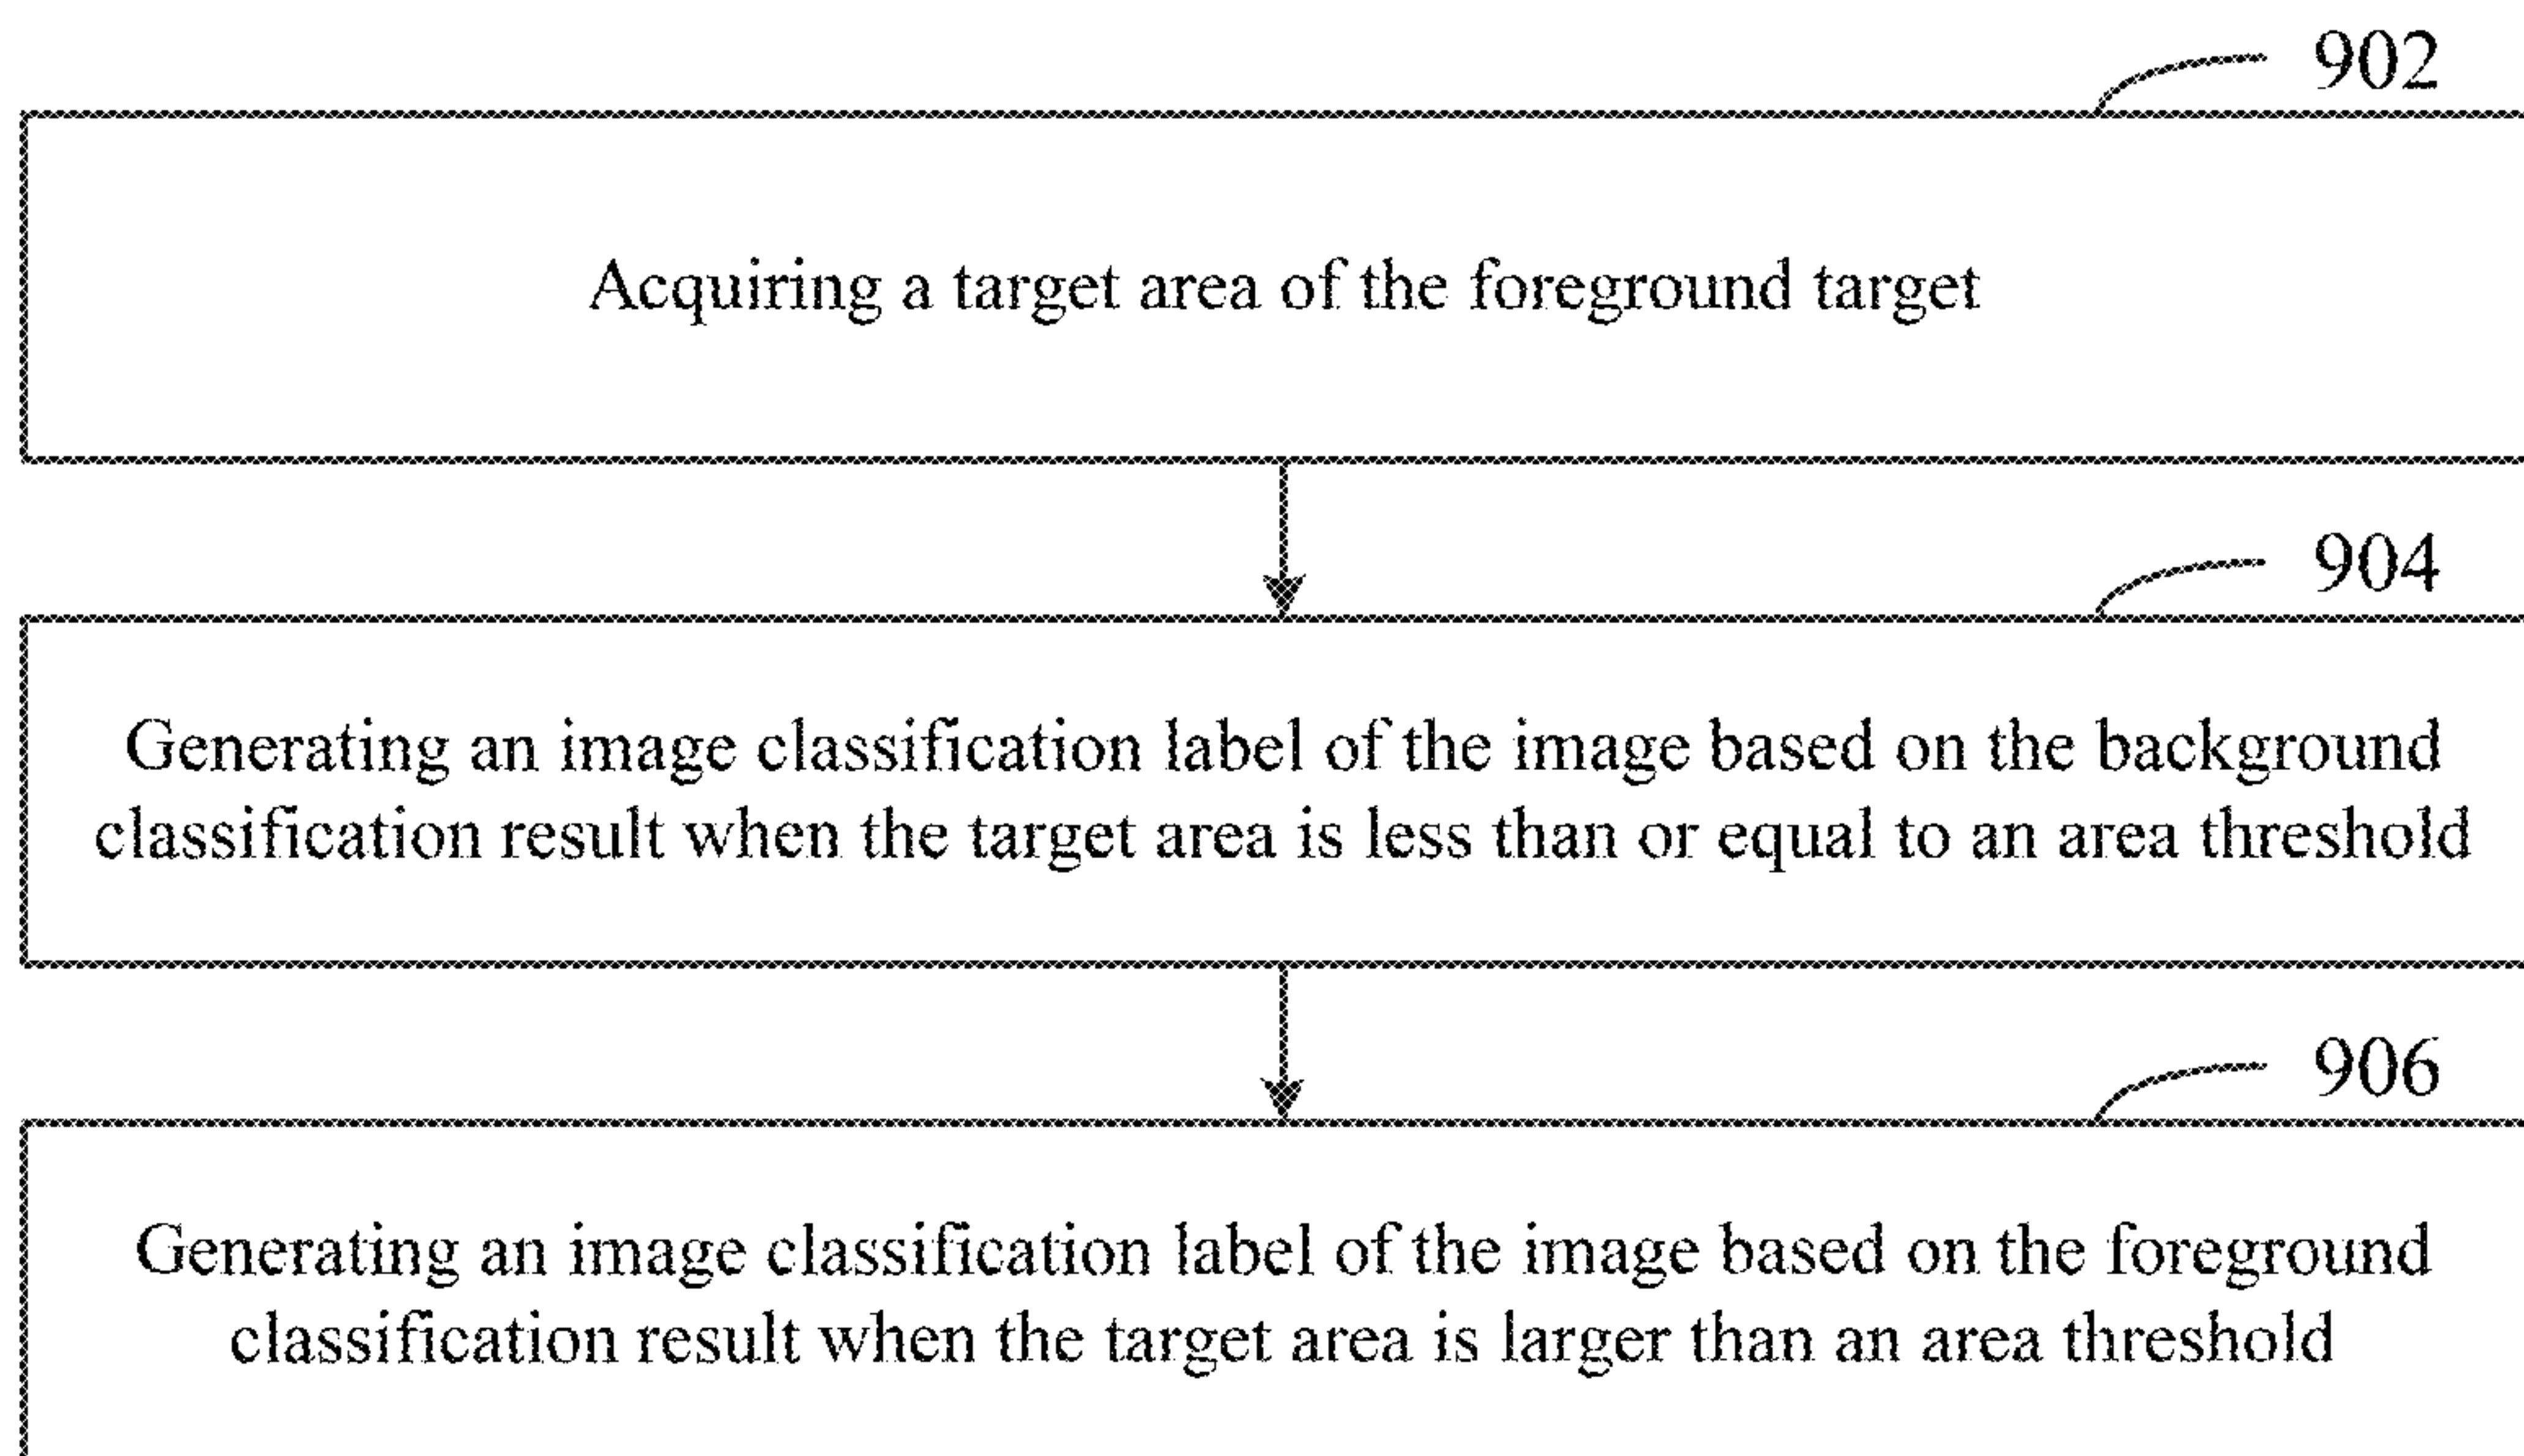 902
Acquiring a target area of the foreground target
904
Generating an image classification label of the image based on the background
classification result when the target area is less than or equal to an area threshold
906
Generating an image classification label of the image based on the foreground
classification result when the target area is larger than an area threshold